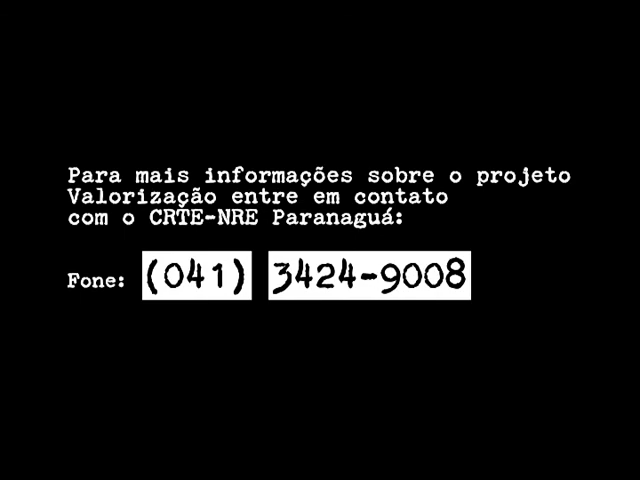 Para mais informações sobre o projeto
Valorização entre em contato
com o CRTE-NRE Paranaguá:
Fone: (041) 3424-9008